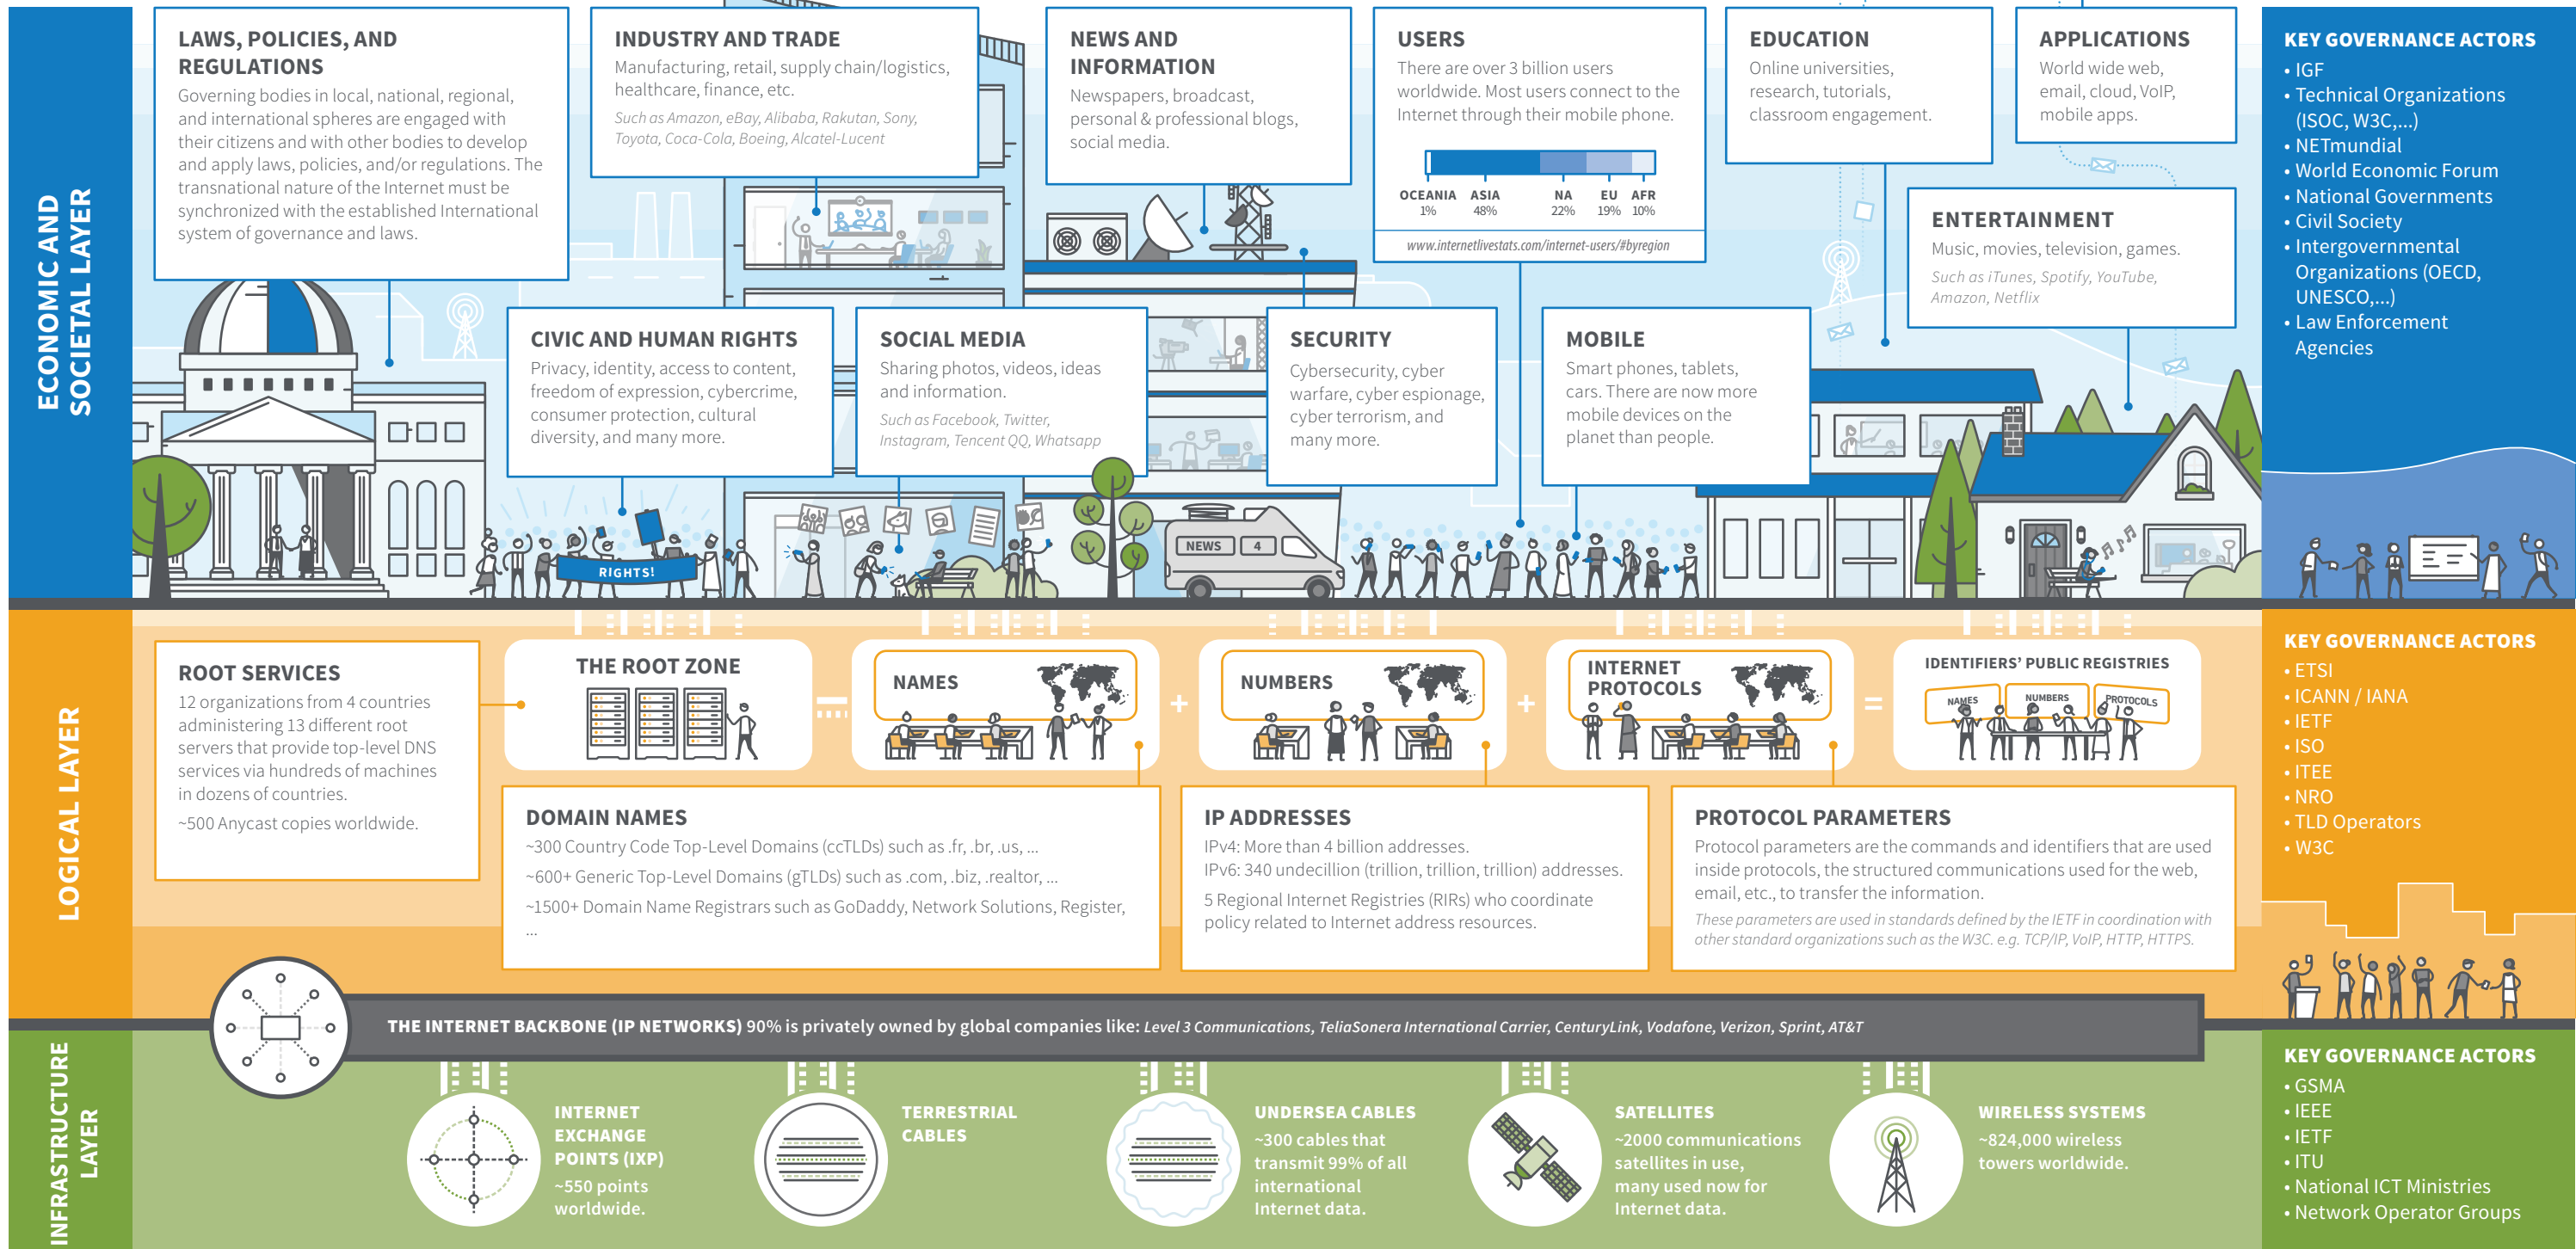 ECONOMIC AND
SOCIETAL LAYER
LAWS, POLICIES, AND
REGULATIONS
Governing bodies in local, national, regional,
and international spheres are engaged with
their citizens and with other bodies to develop
and apply laws, policies, and/or regulations. The
transnational nature of the Internet must be
synchronized with the established International
system of governance and laws.
INDUSTRY AND TRADE
Manufacturing, retail, supply chain/logistics,
healthcare, finance, etc.
Such as Amazon, eBay, Alibaba, Rakutan, Sony,
Toyota, Coca-Cola, Boeing, Alcatel-Lucent
NEWS AND
INFORMATION
Newspapers, broadcast,
personal & professional blogs,
social media.
USERS
There are over 3 billion users
worldwide. Most users connect to the
Internet through their mobile phone.
OCEANIA ASIA NA EU AFR
1% 48% 22% 19% 10%
www.internetlivestats.com/internet-users/#byregion
EDUCATION
Online universities,
research, tutorials,
classroom engagement.
APPLICATIONS
World wide web,
email, cloud, VoIP,
mobile apps.
ENTERTAINMENT
Music, movies, television, games.
Such as iTunes, Spotify, YouTube,
Amazon, Netflix
CIVIC AND HUMAN RIGHTS
Privacy, identity, access to content,
freedom of expression, cybercrime,
consumer protection, cultural
diversity, and many more.
SOCIAL MEDIA
Sharing photos, videos, ideas
and information.
Such as Facebook, Twitter,
Instagram, Tencent QQ, Whatsapp
SECURITY
Cybersecurity, cyber
warfare, cyber espionage,
cyber terrorism, and
many more.
MOBILE
Smart phones, tablets,
cars. There are now more
mobile devices on the
planet than people.
RIGHTS!
NEWS 4
KEY GOVERNANCE ACTORS
• IGF
• Technical Organizations
(ISOC, W3C,...)
• NETmundial
• World Economic Forum
• National Governments
• Civil Society
• Intergovernmental
Organizations (OECD,
UNESCO,...)
• Law Enforcement
Agencies
LOGICAL LAYER
ROOT SERVICES
12 organizations from 4 countries
administering 13 different root
servers that provide top-level DNS
services via hundreds of machines
in dozens of countries.
~500 Anycast copies worldwide.
THE ROOT ZONE
NAMES
+
NUMBERS
+
INTERNET
PROTOCOLS
=
IDENTIFIERS' PUBLIC REGISTRIES
NAMES NUMBERS PROTOCOLS
DOMAIN NAMES
~300 Country Code Top-Level Domains (ccTLDs) such as .fr, .br, .us, ...
~600+ Generic Top-Level Domains (gTLDs) such as .com, .biz, .realtor, ...
~1500+ Domain Name Registrars such as GoDaddy, Network Solutions, Register,
...
IP ADDRESSES
IPv4: More than 4 billion addresses.
IPv6: 340 undecillion (trillion, trillion, trillion) addresses.
5 Regional Internet Registries (RIRs) who coordinate
policy related to Internet address resources.
PROTOCOL PARAMETERS
Protocol parameters are the commands and identifiers that are used
inside protocols, the structured communications used for the web,
email, etc., to transfer the information.
These parameters are used in standards defined by the IETF in coordination with
other standard organizations such as the W3C. e.g. TCP/IP, VoIP, HTTP, HTTPS.
KEY GOVERNANCE ACTORS
• ETSI
• ICANN / IANA
• IETF
• ISO
• ITEE
• NRO
• TLD Operators
• W3C
THE INTERNET BACKBONE (IP NETWORKS) 90% is privately owned by global companies like: Level 3 Communications, TeliaSonera International Carrier, CenturyLink, Vodafone, Verizon, Sprint, AT&T
INFRASTRUCTURE
LAYER
INTERNET
EXCHANGE
POINTS (IXP)
~550 points
worldwide.
TERRESTRIAL
CABLES
UNDERSEA CABLES
~300 cables that
transmit 99% of all
international
Internet data.
SATELLITES
~2000 communications
satellites in use,
many used now for
Internet data.
WIRELESS SYSTEMS
~824,000 wireless
towers worldwide.
KEY GOVERNANCE ACTORS
• GSMA
• IEEE
• IETF
• ITU
• National ICT Ministries
• Network Operator Groups